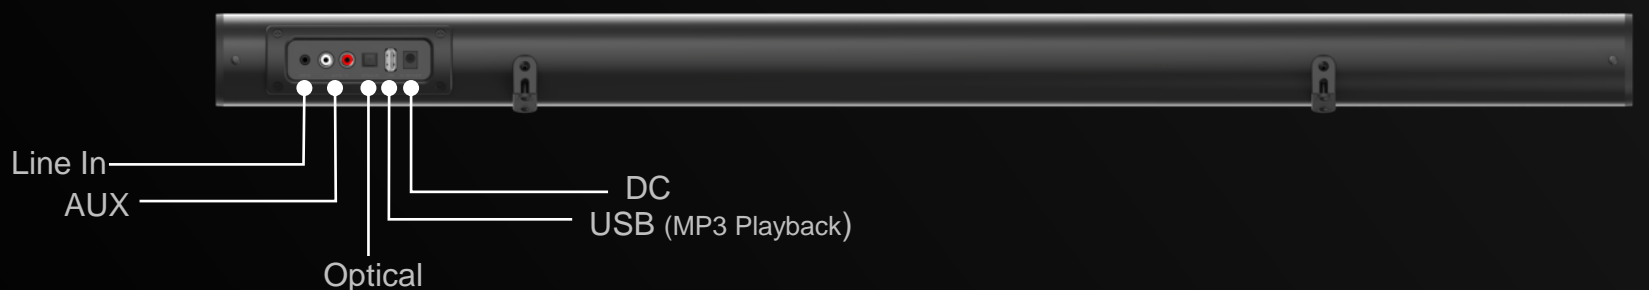 Line In
AUX
DC
USB (MP3 Playback)
Optical